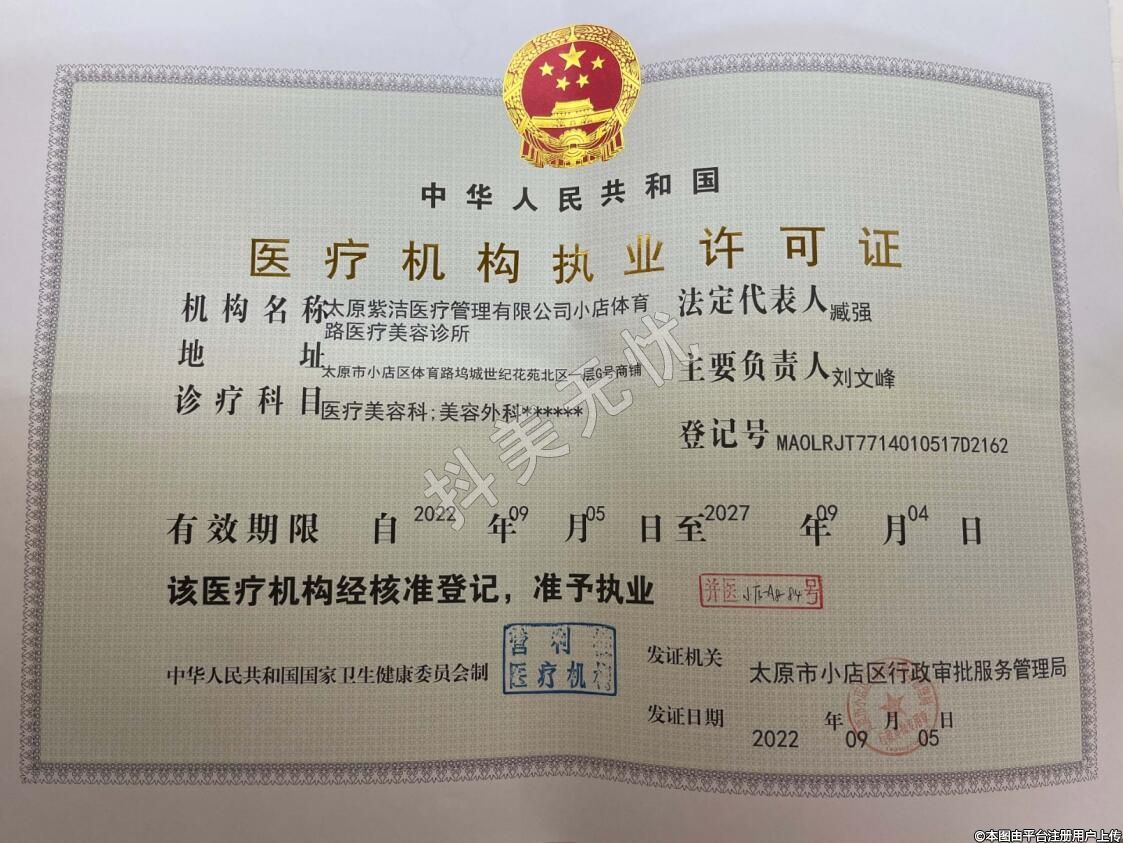 中华人民共和国
医疗机构执业许可证
机构名称 太原紫洁医疗管理有限公司小店体育
路医疗美容诊所
法定代表人 臧强
地址 太原市小店区体育路坞城世纪花苑北区一层G号商铺
主要负责人 刘文峰
诊疗科目 医疗美容科;美容外科******
登记号 MA0LRJT7714010517D2162
抖美无忧
有效期限 自 2022 年 09 月 05 日至 2027 年 09 月 04 日
该医疗机构经核准登记，准予执业
并医
号
营利性
医疗机构
中华人民共和国国家卫生健康委员会制
发证机关 太原市小店区行政审批服务管理局
发证日期 2022 年 09 月 05 日
©本图由平台注册用户上传